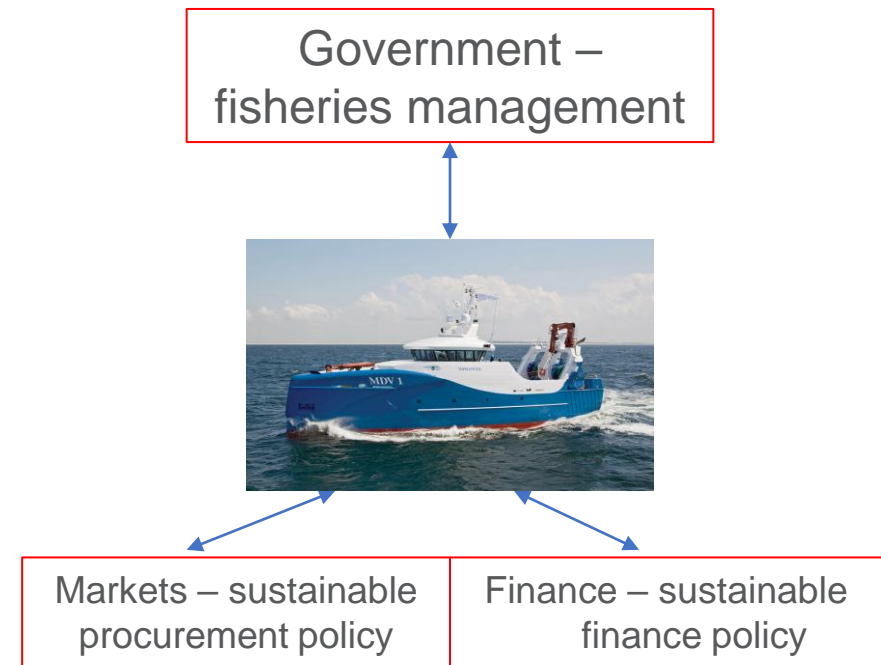 Government –
fisheries management
MDV 1
Markets – sustainable
procurement policy
Finance – sustainable
finance policy